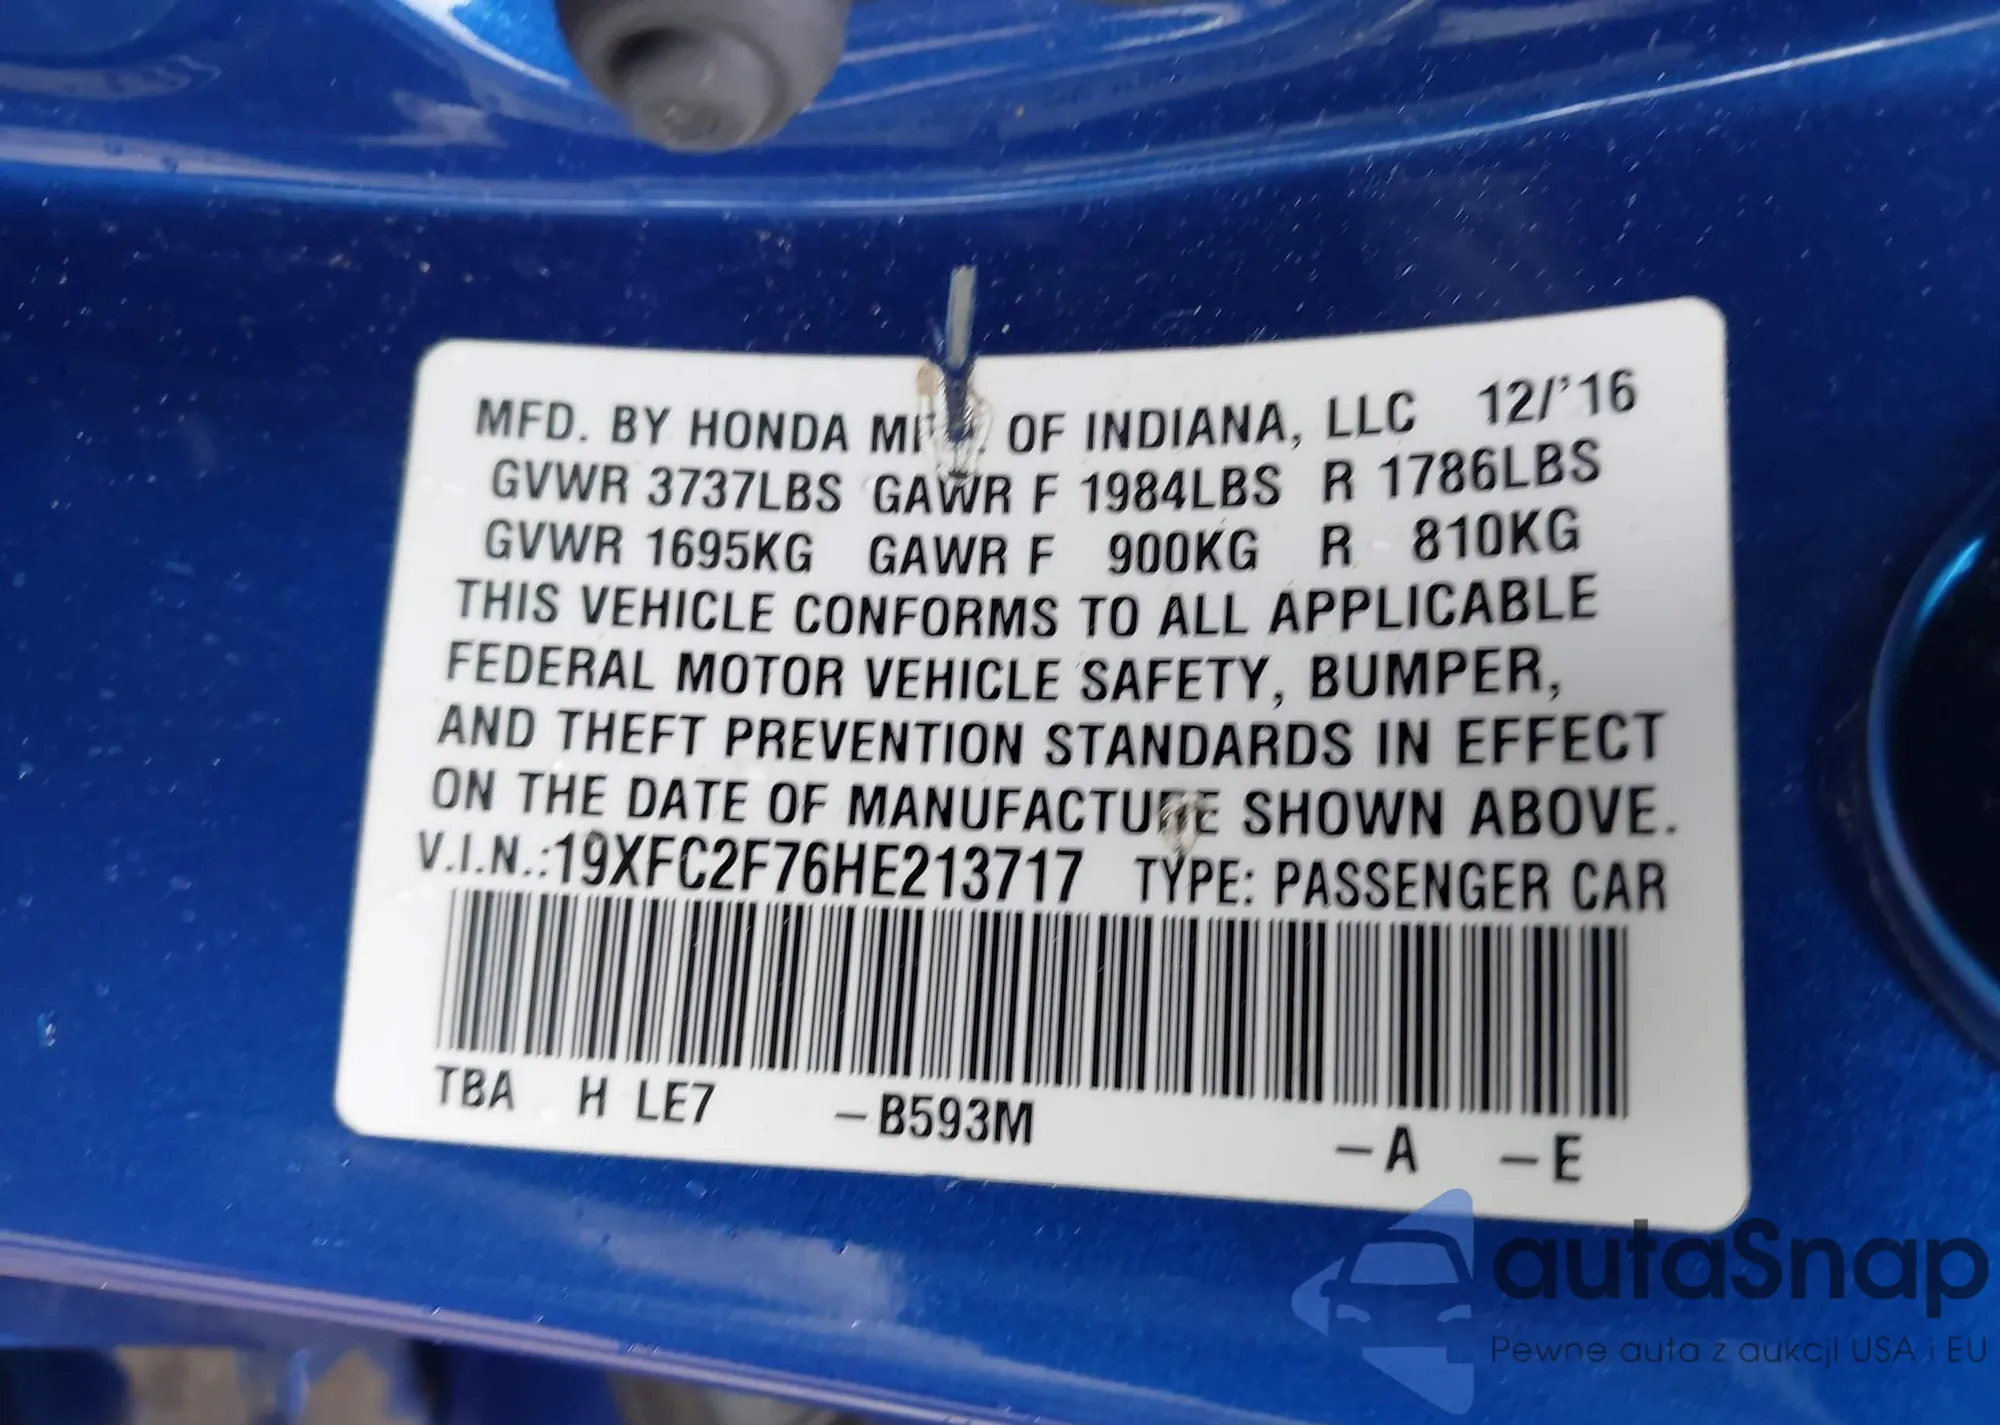 MFD. BY HONDA OF INDIANA, LLC 12/'16
GVWR 3737LBS GAWR F 1984LBS R 1786LBS
GVWR 1695KG GAWR F 900KG R 810KG
THIS VEHICLE CONFORMS TO ALL APPLICABLE
FEDERAL MOTOR VEHICLE SAFETY, BUMPER,
AND THEFT PREVENTION STANDARDS IN EFFECT
ON THE DATE OF MANUFACTURE SHOWN ABOVE.
V.I.N.:19XFC2F76HE213717 TYPE: PASSENGER CAR
TBA H LE7 -B593M -A -E
autaSnap
Pewne auta z aukcji USA i EU